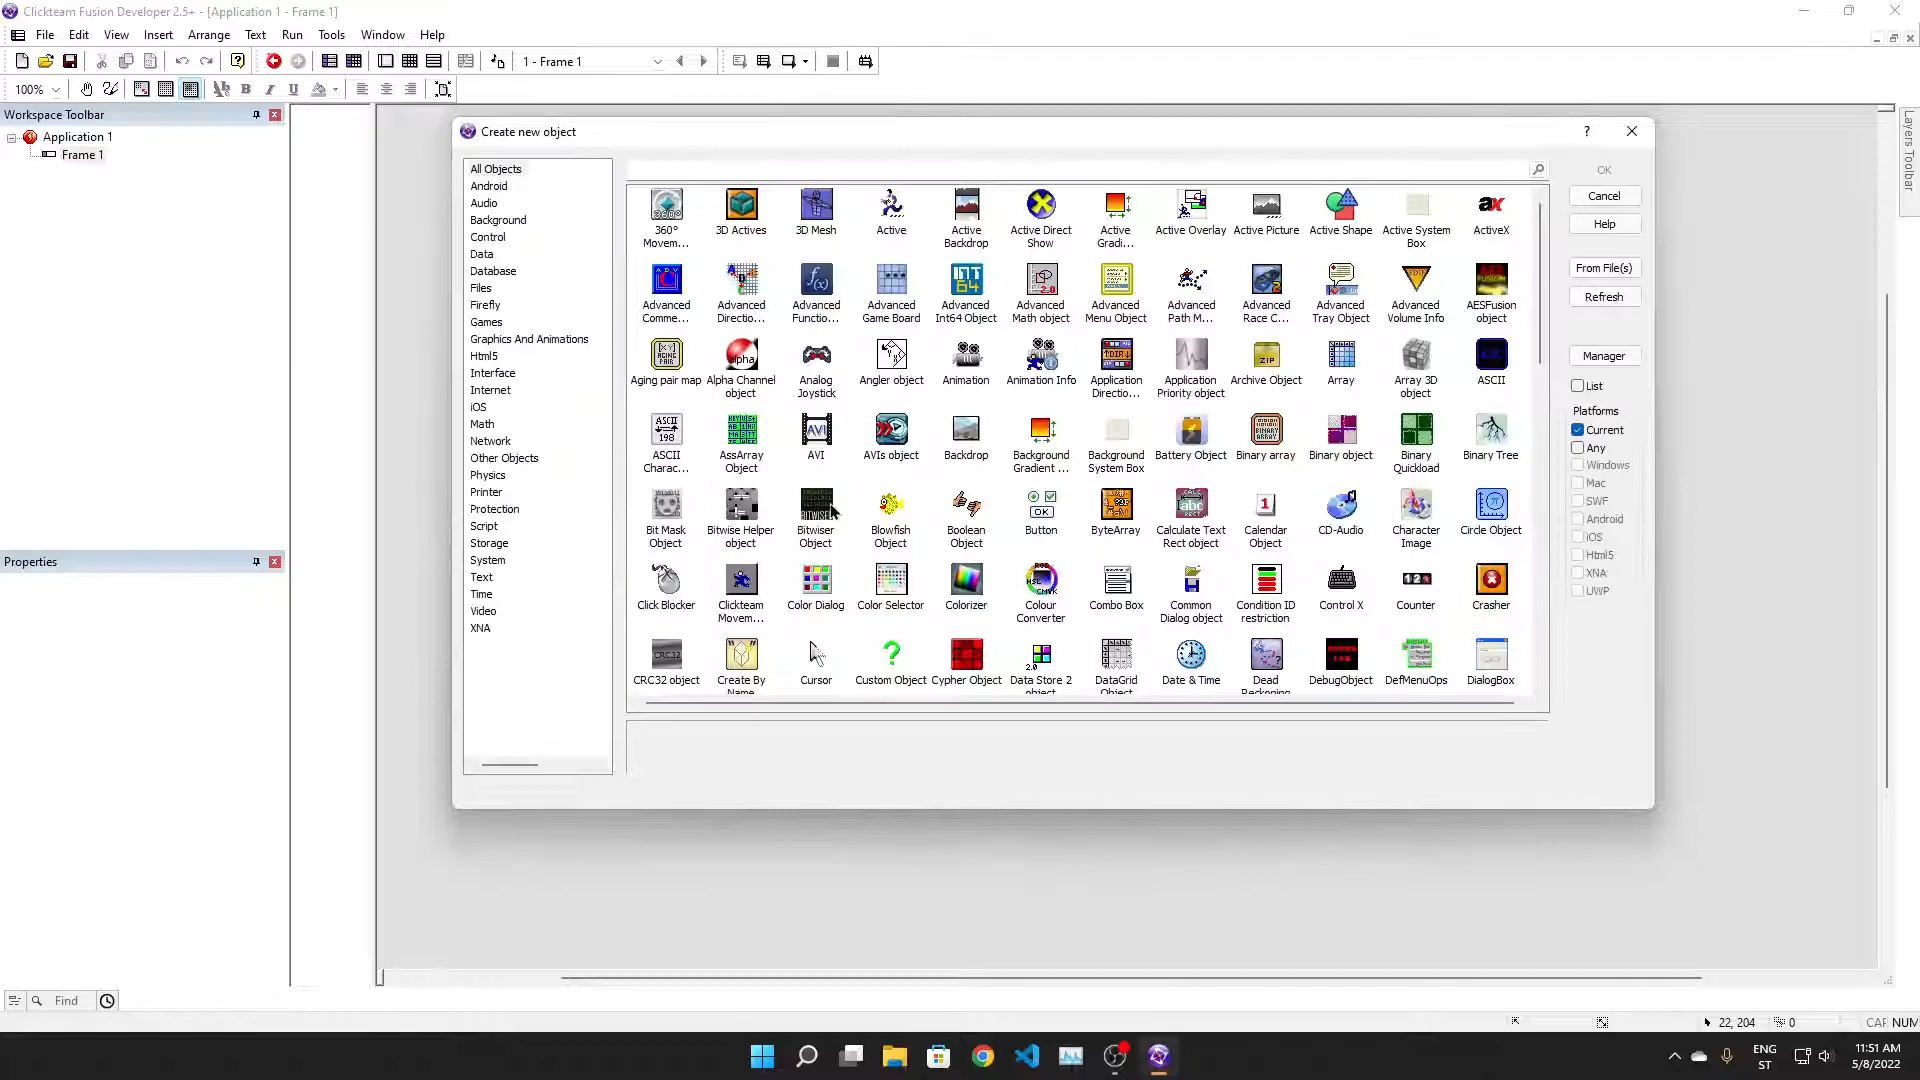 Clickteam Fusion Developer 2.5+ - [Application 1 - Frame 1]
File Edit View Insert Arrange Text Run Tools Window Help
1 - Frame 1
100%
Workspace Toolbar
Application 1
Frame 1
Properties
Find
Layers Toolbar
Create new object
All Objects
Android
Audio
Background
Control
Data
Database
Files
Firefly
Games
Graphics And Animations
Html5
Interface
Internet
iOS
Math
Network
Other Objects
Physics
Printer
Protection
Script
Storage
System
Text
Time
Video
XNA
360° Movem... 3D Actives 3D Mesh Active Active Backdrop Active Direct Show Active Gradi... Active Overlay Active Picture Active Shape Active System Box ActiveX
Advanced Comme... Advanced Directio... Advanced Functio... Advanced Game Board Advanced Int64 Object Advanced Math object Advanced Menu Object Advanced Path M... Advanced Race C... Advanced Tray Object Advanced Volume Info AESFusion object
Aging pair map Alpha Channel object Analog Joystick Angler object Animation Animation Info Application Directio... Application Priority object Archive Object Array Array 3D object ASCII
ASCII Charac... AssArray Object AVI AVIs object Backdrop Background Gradient ... Background System Box Battery Object Binary array Binary object Binary Quickload Binary Tree
Bit Mask Object Bitwise Helper object Bitwiser Object Blowfish Object Boolean Object Button ByteArray Calculate Text Rect object Calendar Object CD-Audio Character Image Circle Object
Click Blocker Clickteam Movem... Color Dialog Color Selector Colorizer Colour Converter Combo Box Common Dialog object Condition ID restriction Control X Counter Crasher
CRC32 object Create By Name Cursor Custom Object Cypher Object Data Store 2 object DataGrid Object Date & Time Dead Reckoning DebugObject DefMenuOps DialogBox
OK
Cancel
Help
From File(s)
Refresh
Manager
List
Platforms
Current
Any
Windows
Mac
SWF
Android
iOS
Html5
XNA
UWP
22, 204 0 CAP NUM
ENG
ST
11:51 AM
5/8/2022